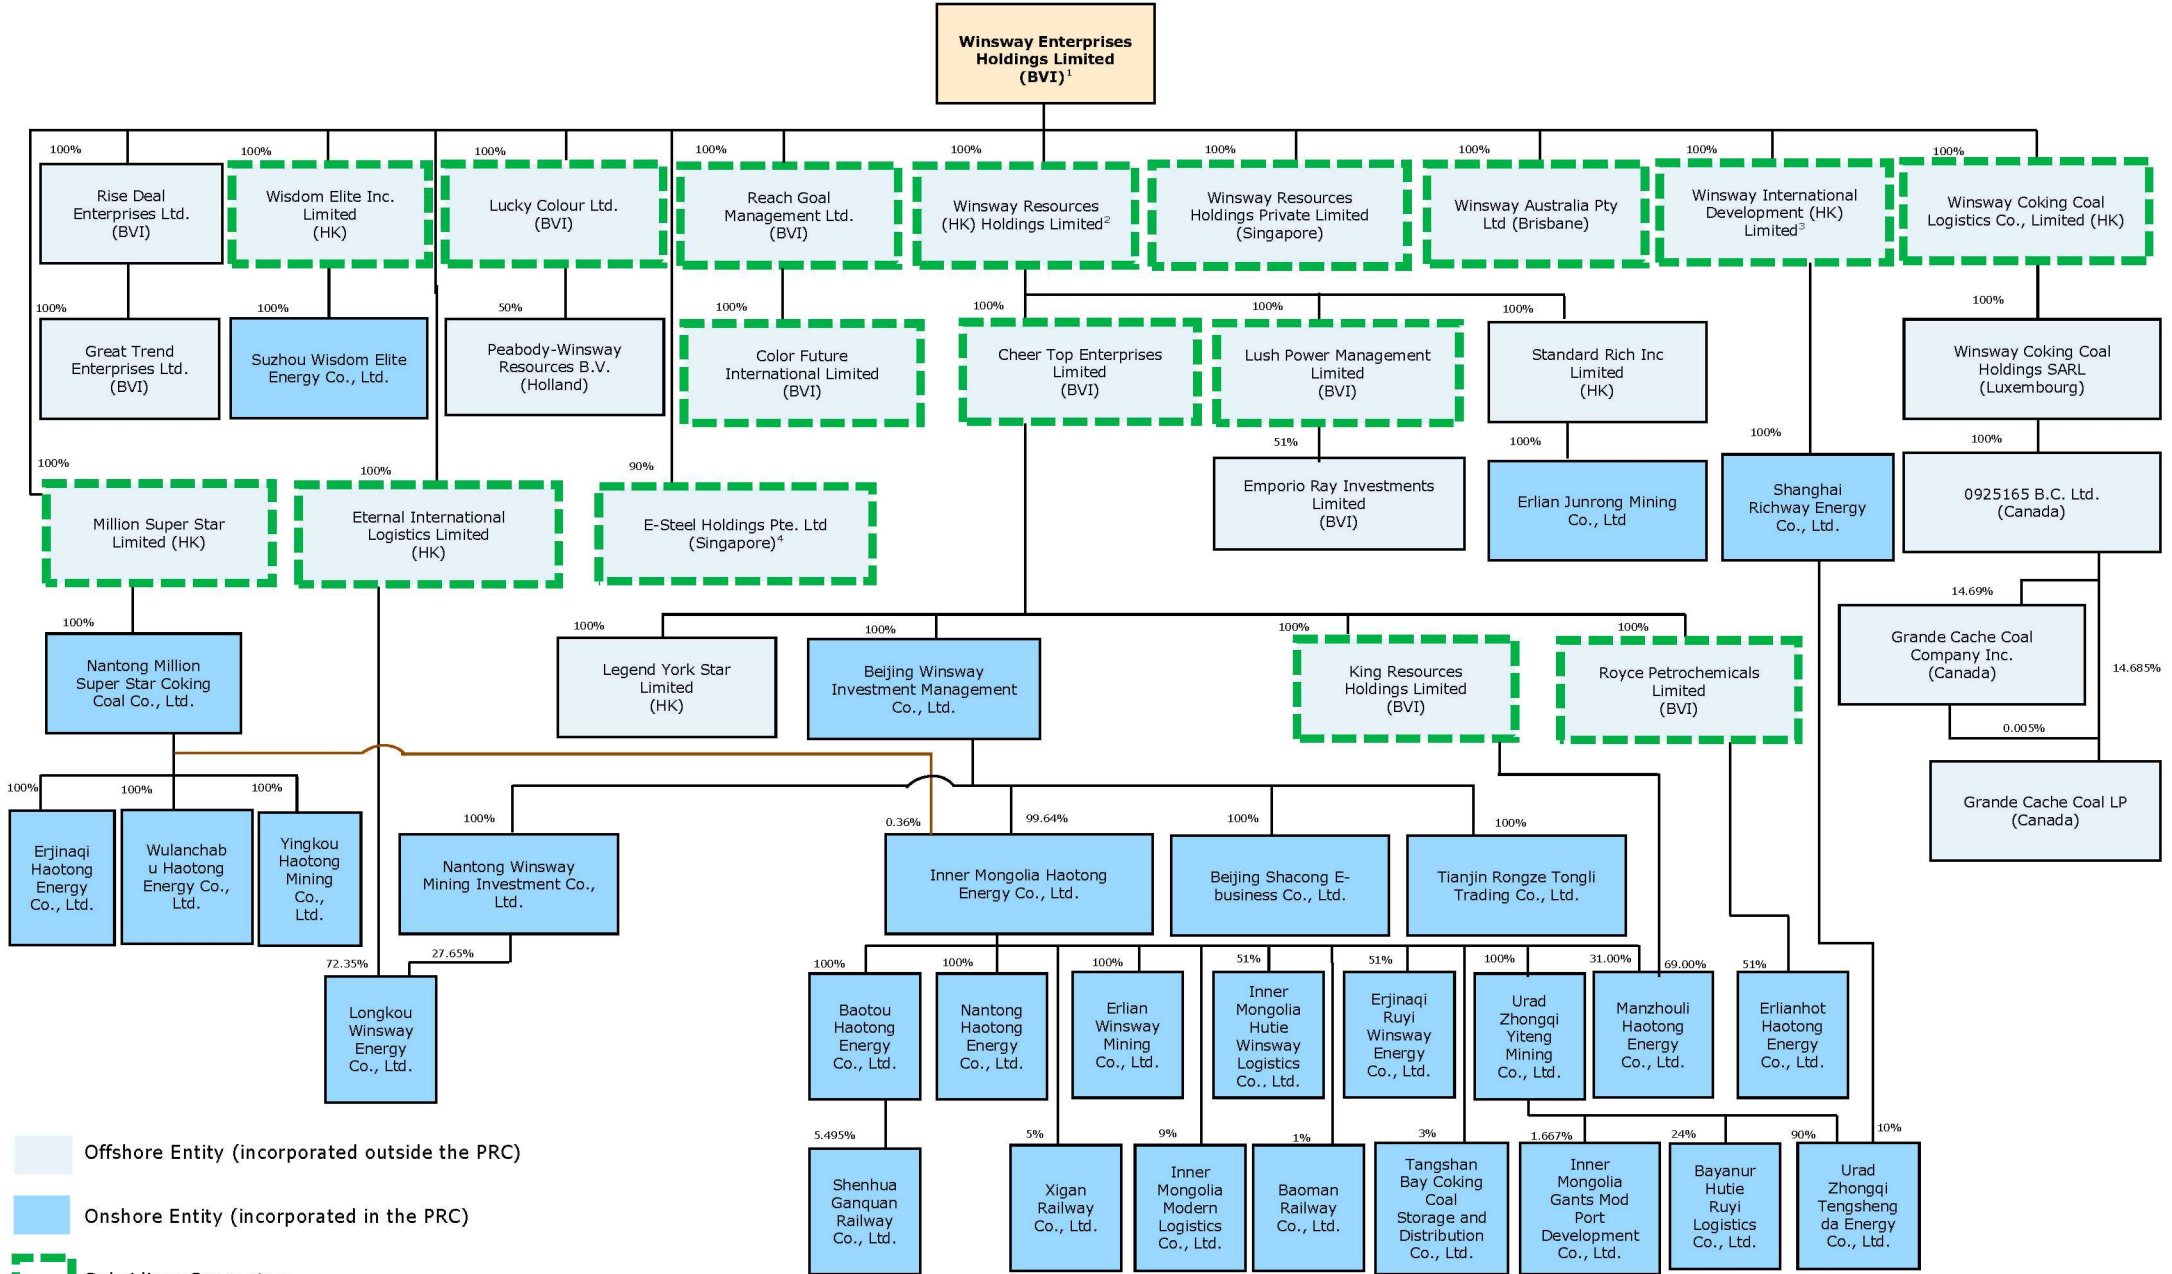 Winsway Enterprises
Holdings Limited
(BVI)1
100%
100%
100%
100%
100%
100%
100%
100%
100%
Rise Deal
Enterprises Ltd.
(BVI)
Wisdom Elite Inc.
Limited
(HK)
Lucky Colour Ltd.
(BVI)
Reach Goal
Management Ltd.
(BVI)
Winsway Resources
(HK) Holdings Limited2
Winsway Resources
Holdings Private Limited
(Singapore)
Winsway Australia Pty
Ltd (Brisbane)
Winsway International
Development (HK)
Limited3
Winsway Coking Coal
Logistics Co., Limited (HK)
100%
100%
50%
100%
100%
100%
100%
100%
Great Trend
Enterprises Ltd.
(BVI)
Suzhou Wisdom Elite
Energy Co., Ltd.
Peabody-Winsway
Resources B.V.
(Holland)
Color Future
International Limited
(BVI)
Cheer Top Enterprises
Limited
(BVI)
Lush Power Management
Limited
(BVI)
Standard Rich Inc
Limited
(HK)
Winsway Coking Coal
Holdings SARL
(Luxembourg)
100%
100%
90%
51%
100%
100%
100%
Million Super Star
Limited (HK)
Eternal International
Logistics Limited
(HK)
E-Steel Holdings Pte. Ltd
(Singapore)4
Emporio Ray Investments
Limited
(BVI)
Erlian Junrong Mining
Co., Ltd
Shanghai
Richway Energy
Co., Ltd.
0925165 B.C. Ltd.
(Canada)
14.69%
Grande Cache Coal
Company Inc.
(Canada)
14.685%
0.005%
Grande Cache Coal LP
(Canada)
100%
100%
100%
100%
100%
Nantong Million
Super Star Coking
Coal Co., Ltd.
Legend York Star
Limited
(HK)
Beijing Winsway
Investment Management
Co., Ltd.
King Resources
Holdings Limited
(BVI)
Royce Petrochemicals
Limited
(BVI)
100%
100%
100%
100%
0.36%
99.64%
100%
100%
Erjinaqi
Haotong
Energy
Co., Ltd.
Wulanchab
u Haotong
Energy Co.,
Ltd.
Yingkou
Haotong
Mining
Co.,
Ltd.
Nantong Winsway
Mining Investment Co.,
Ltd.
Inner Mongolia Haotong
Energy Co., Ltd.
Beijing Shacong E-
business Co., Ltd.
Tianjin Rongze Tongli
Trading Co., Ltd.
72.35%
27.65%
100%
100%
100%
51%
51%
100%
31.00%
69.00%
51%
Longkou
Winsway
Energy
Co., Ltd.
Baotou
Haotong
Energy
Co., Ltd.
Nantong
Haotong
Energy
Co., Ltd.
Erlian
Winsway
Mining
Co., Ltd.
Inner
Mongolia
Hutie
Winsway
Logistics
Co., Ltd.
Erjinaqi
Ruyi
Winsway
Energy
Co., Ltd.
Urad
Zhongqi
Yiteng
Mining
Co., Ltd.
Manzhouli
Haotong
Energy
Co., Ltd.
Erlianhot
Haotong
Energy
Co., Ltd.
5.495%
5%
9%
1%
3%
1.667%
24%
90%
10%
Shenhua
Ganquan
Railway
Co., Ltd.
Xigan
Railway
Co., Ltd.
Inner
Mongolia
Modern
Logistics
Co., Ltd.
Baoman
Railway
Co., Ltd.
Tangshan
Bay Coking
Coal
Storage and
Distribution
Co., Ltd.
Inner
Mongolia
Gants Mod
Port
Development
Co., Ltd.
Bayanur
Hutie
Ruyi
Logistics
Co., Ltd.
Urad
Zhongqi
Tengsheng
da Energy
Co., Ltd.
Offshore Entity (incorporated outside the PRC)
Onshore Entity (incorporated in the PRC)